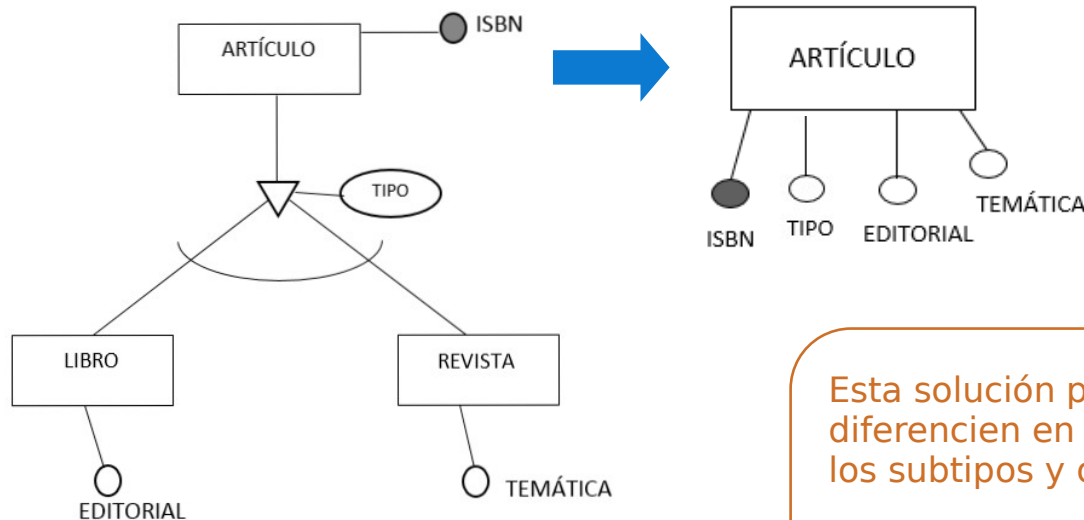 ARTÍCULO
ISBN
TIPO
LIBRO
REVISTA
EDITORIAL
TEMÁTICA
ARTÍCULO
ISBN
TIPO
EDITORIAL
TEMÁTICA
Esta solución
diferencien en
los subtipos y